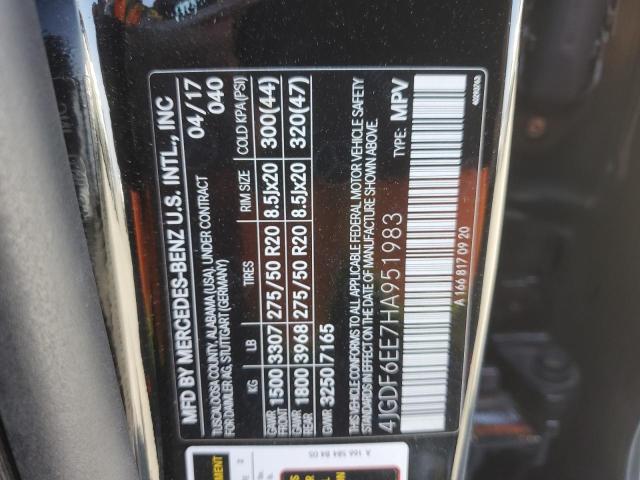 MFD BY MERCEDES-BENZ U.S. INTL., INC
TUSCALOOSA COUNTY, ALABAMA (USA), UNDER CONTRACT 04/17
FOR DAIMLER AG, STUTTGART (GERMANY) 040
KG LB TIRES RIM SIZE COLD KPA(PSI)
GAWR FRONT 1500 3307 275/50 R20 8.5Jx20 300(44)
GAWR REAR 1800 3968 275/50 R20 8.5Jx20 320(47)
GVWR 3250 7165
THIS VEHICLE CONFORMS TO ALL APPLICABLE FEDERAL MOTOR VEHICLE SAFETY
STANDARDS IN EFFECT ON THE DATE OF MANUFACTURE SHOWN ABOVE.
4JGDF6EE7HA951983 TYPE: MPV
A 166 817 09 20
A 166 584 84 05